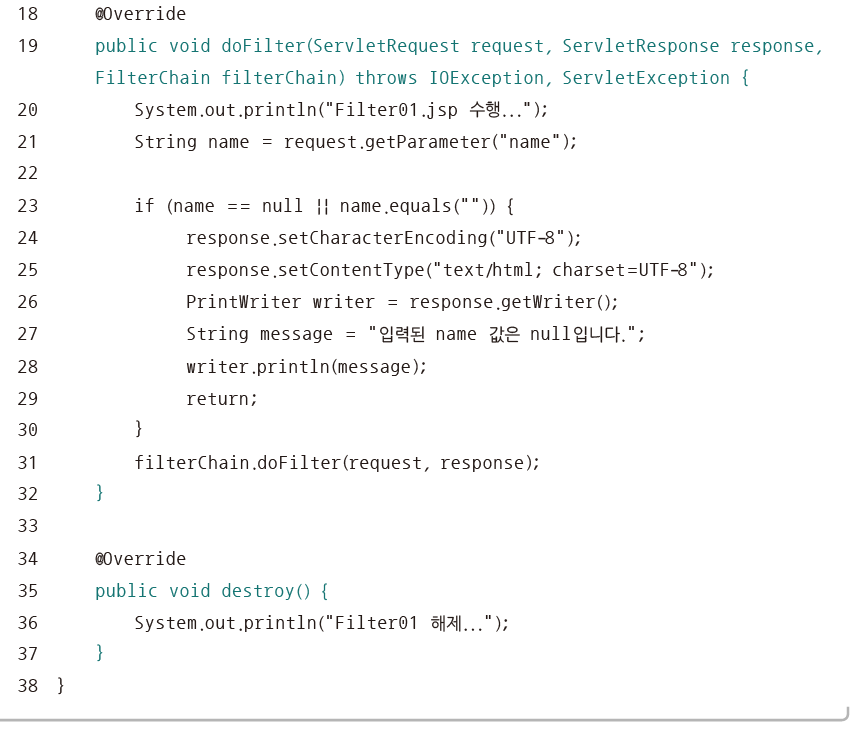 18 @Override
19 public void doFilter(ServletRequest request, ServletResponse response,
FilterChain filterChain) throws IOException, ServletException {
20 System.out.println("Filter01.jsp 수행...");
21 String name = request.getParameter("name");
22
23 if (name == null || name.equals("")) {
24 response.setCharacterEncoding("UTF-8");
25 response.setContentType("text/html; charset=UTF-8");
26 PrintWriter writer = response.getWriter();
27 String message = "입력된 name 값은 null입니다.";
28 writer.println(message);
29 return;
30 }
31 filterChain.doFilter(request, response);
32 }
33
34 @Override
35 public void destroy() {
36 System.out.println("Filter01 해제...");
37 }
38 }